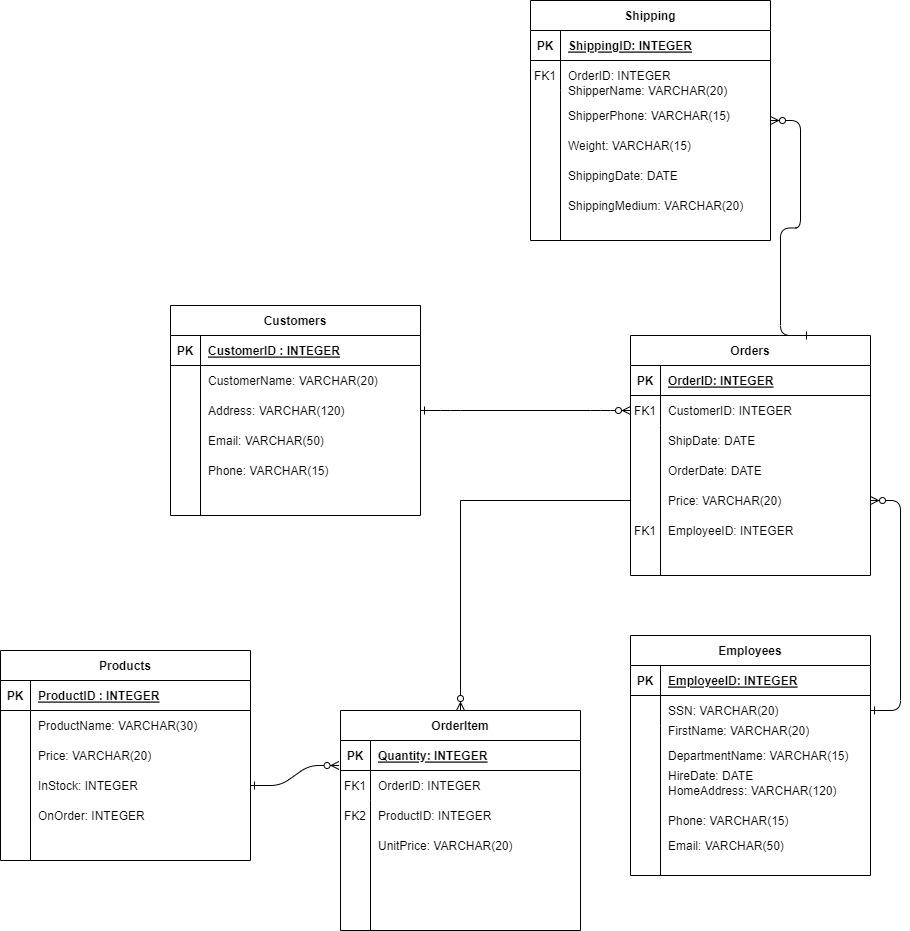 Shipping
PK ShippingID: INTEGER
FK1 OrderID: INTEGER
ShipperName: VARCHAR(20)
ShipperPhone: VARCHAR(15)
Weight: VARCHAR(15)
ShippingDate: DATE
ShippingMedium: VARCHAR(20)
Customers
PK CustomerID : INTEGER
CustomerName: VARCHAR(20)
Address: VARCHAR(120)
Email: VARCHAR(50)
Phone: VARCHAR(15)
Orders
PK OrderID: INTEGER
FK1 CustomerID: INTEGER
ShipDate: DATE
OrderDate: DATE
Price: VARCHAR(20)
FK1 EmployeeID: INTEGER
Products
PK ProductID : INTEGER
ProductName: VARCHAR(30)
Price: VARCHAR(20)
InStock: INTEGER
OnOrder: INTEGER
OrderItem
PK Quantity: INTEGER
FK1 OrderID: INTEGER
FK2 ProductID: INTEGER
UnitPrice: VARCHAR(20)
Employees
PK EmployeeID: INTEGER
SSN: VARCHAR(20)
FirstName: VARCHAR(20)
DepartmentName: VARCHAR(15)
HireDate: DATE
HomeAddress: VARCHAR(120)
Phone: VARCHAR(15)
Email: VARCHAR(50)